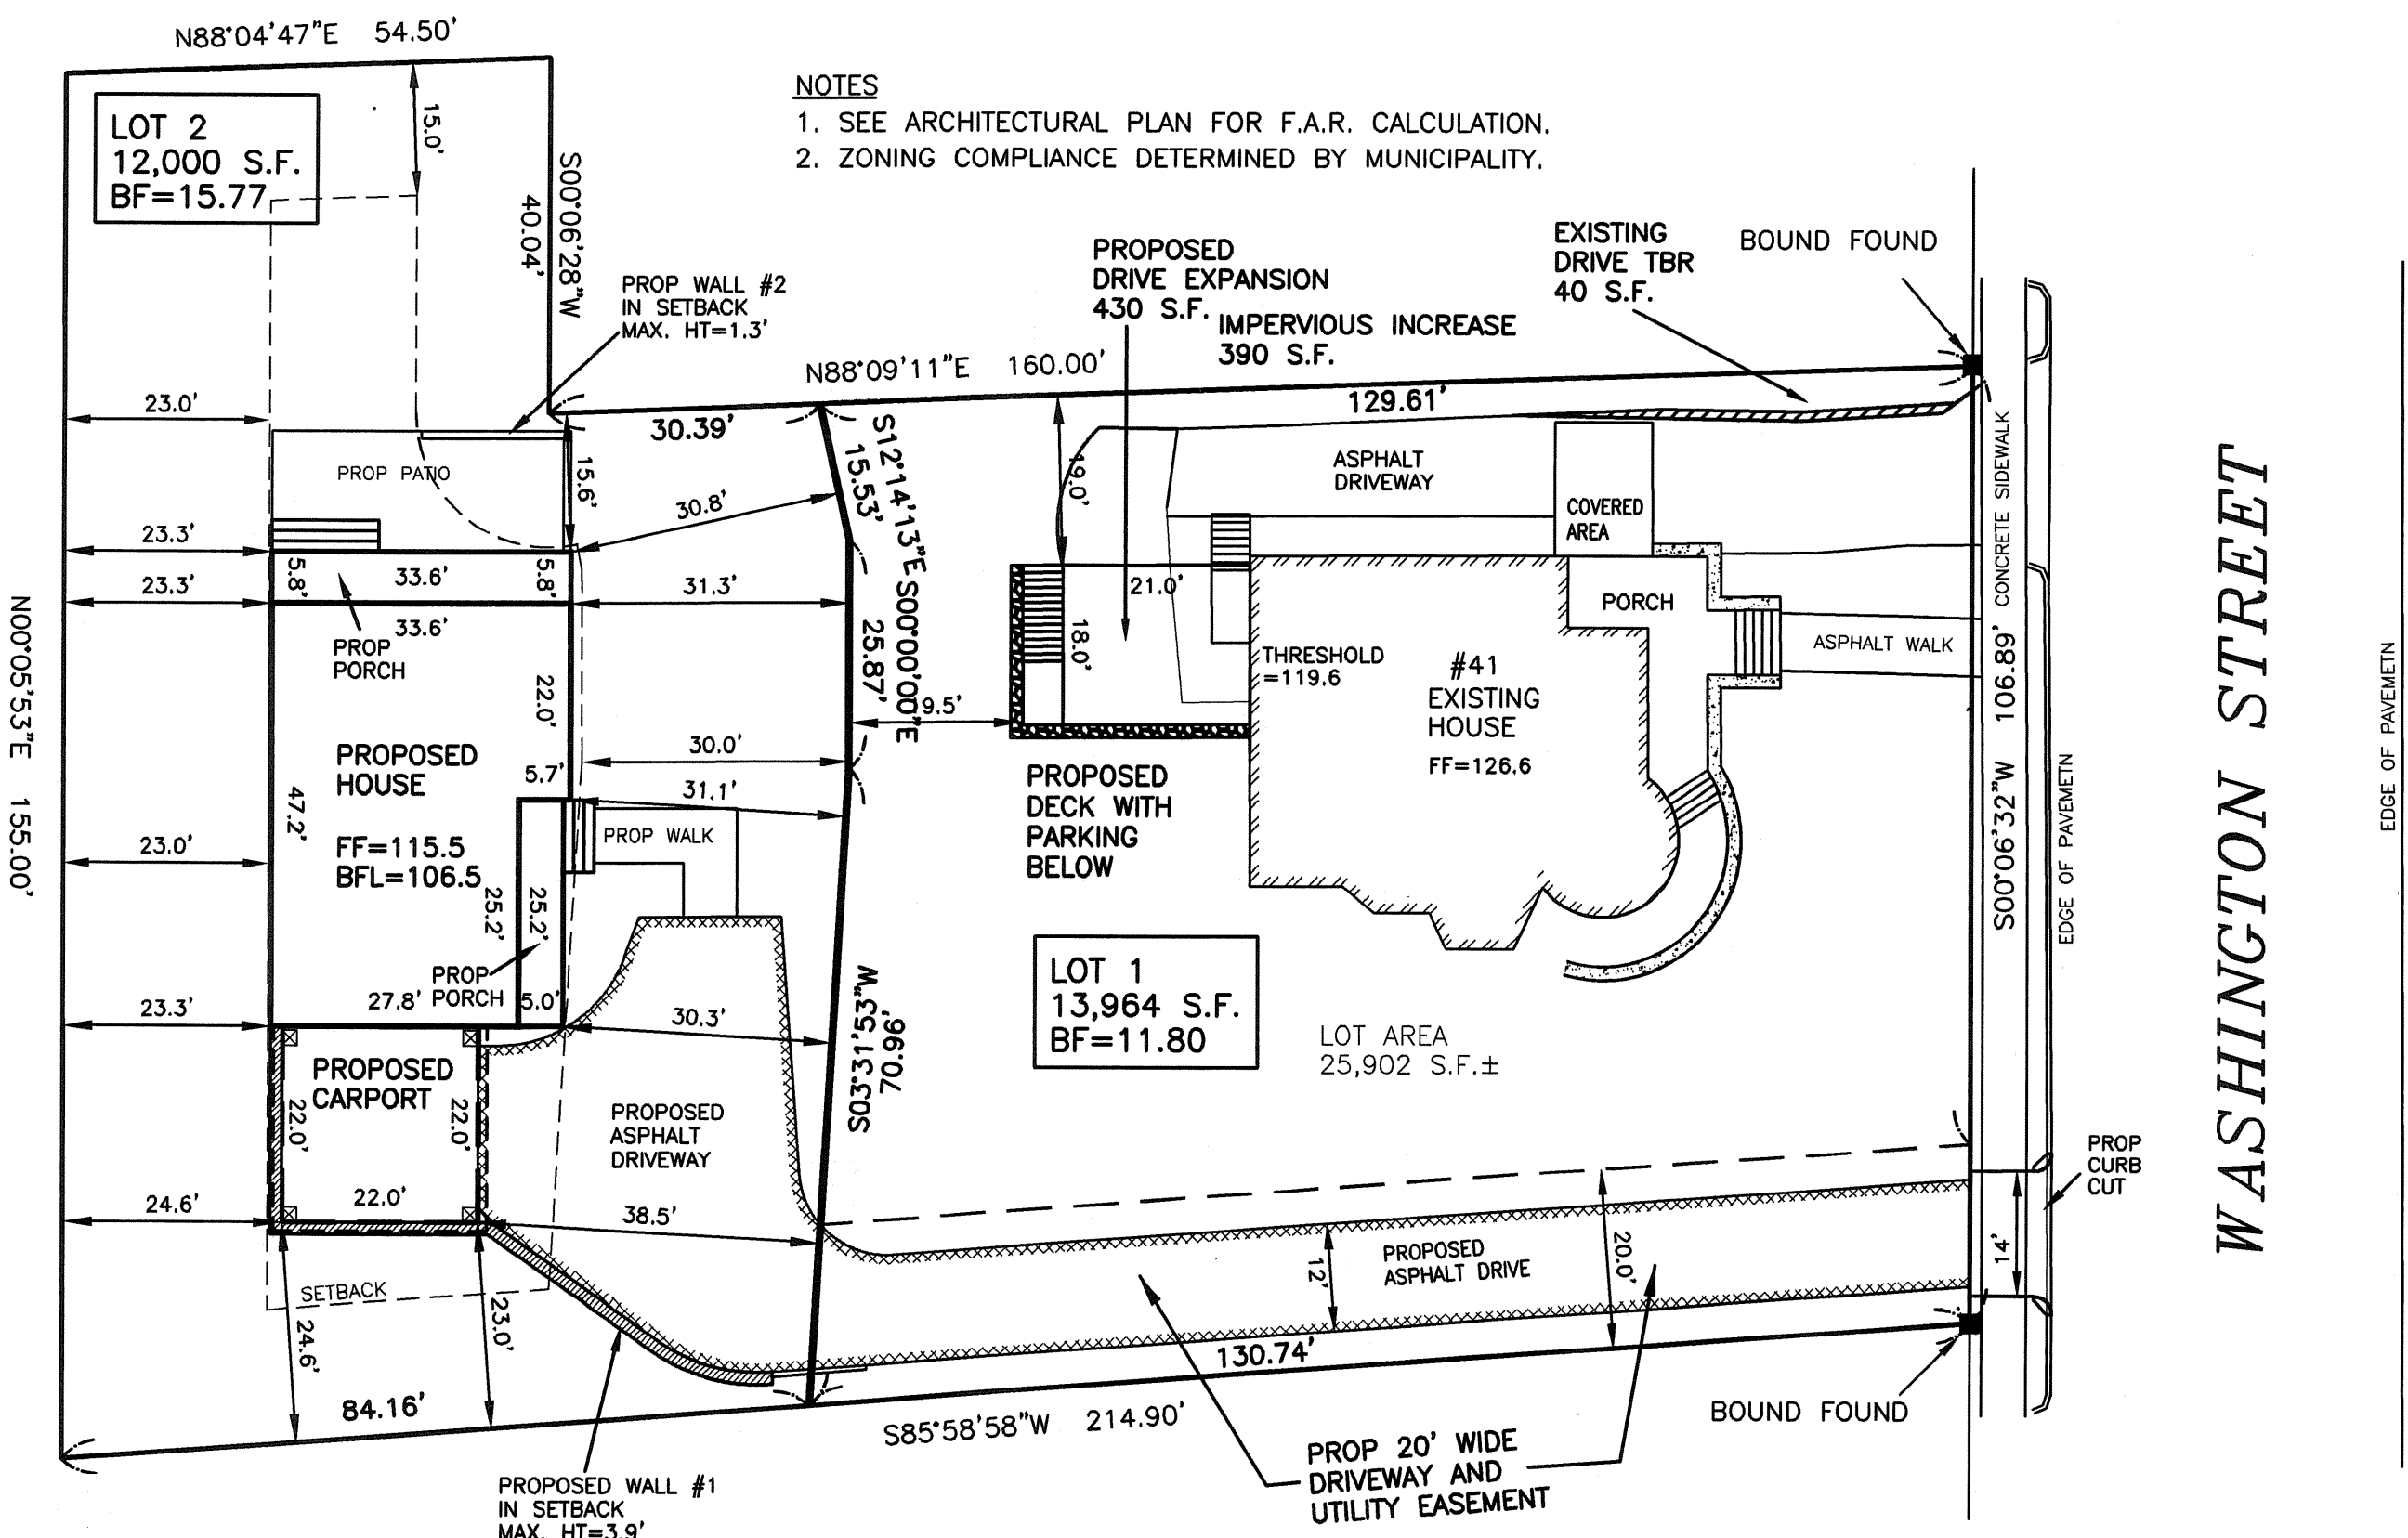 N88°04'47"E 54.50'
LOT 2
12,000 S.F.
BF=15.77
15.0'
S00°06'28"W
40.04'
NOTES
1. SEE ARCHITECTURAL PLAN FOR F.A.R. CALCULATION.
2. ZONING COMPLIANCE DETERMINED BY MUNICIPALITY.
PROP WALL #2
IN SETBACK
MAX. HT=1.3'
PROPOSED
DRIVE EXPANSION
430 S.F.
IMPERVIOUS INCREASE
390 S.F.
EXISTING
DRIVE TBR
40 S.F.
BOUND FOUND
N88°09'11"E 160.00'
129.61'
30.39'
23.0'
PROP PATIO
15.6'
30.8'
S12°14'13"E
15.53'
19.0'
ASPHALT
DRIVEWAY
COVERED
AREA
CONCRETE SIDEWALK
23.3'
5.8'
33.6'
5.8'
23.3'
33.6'
31.3'
PROP
PORCH
S00°00'00"E
25.87'
21.0'
18.0'
9.5'
THRESHOLD
=119.6
PORCH
ASPHALT WALK
#41
EXISTING
HOUSE
FF=126.6
N00°05'53"E 155.00'
22.0'
30.0'
5.7'
31.1'
PROPOSED
HOUSE
FF=115.5
BFL=106.5
47.2'
23.0'
PROP WALK
25.2'
25.2'
PROP
PORCH
PROPOSED
DECK WITH
PARKING
BELOW
S00°06'32"W 106.89'
EDGE OF PAVEMETN
WASHINGTON STREET
EDGE OF PAVEMETN
23.3'
27.8'
5.0'
30.3'
S03°31'53"W
70.96'
LOT 1
13,964 S.F.
BF=11.80
LOT AREA
25,902 S.F.±
PROPOSED
CARPORT
22.0'
22.0'
22.0'
PROPOSED
ASPHALT
DRIVEWAY
24.6'
38.5'
PROPOSED
ASPHALT DRIVE
12'
20.0'
14'
PROP
CURB
CUT
SETBACK
24.6'
23.0'
84.16'
130.74'
S85°58'58"W 214.90'
BOUND FOUND
PROP 20' WIDE
DRIVEWAY AND
UTILITY EASEMENT
PROPOSED WALL #1
IN SETBACK
MAX. HT=3.9'